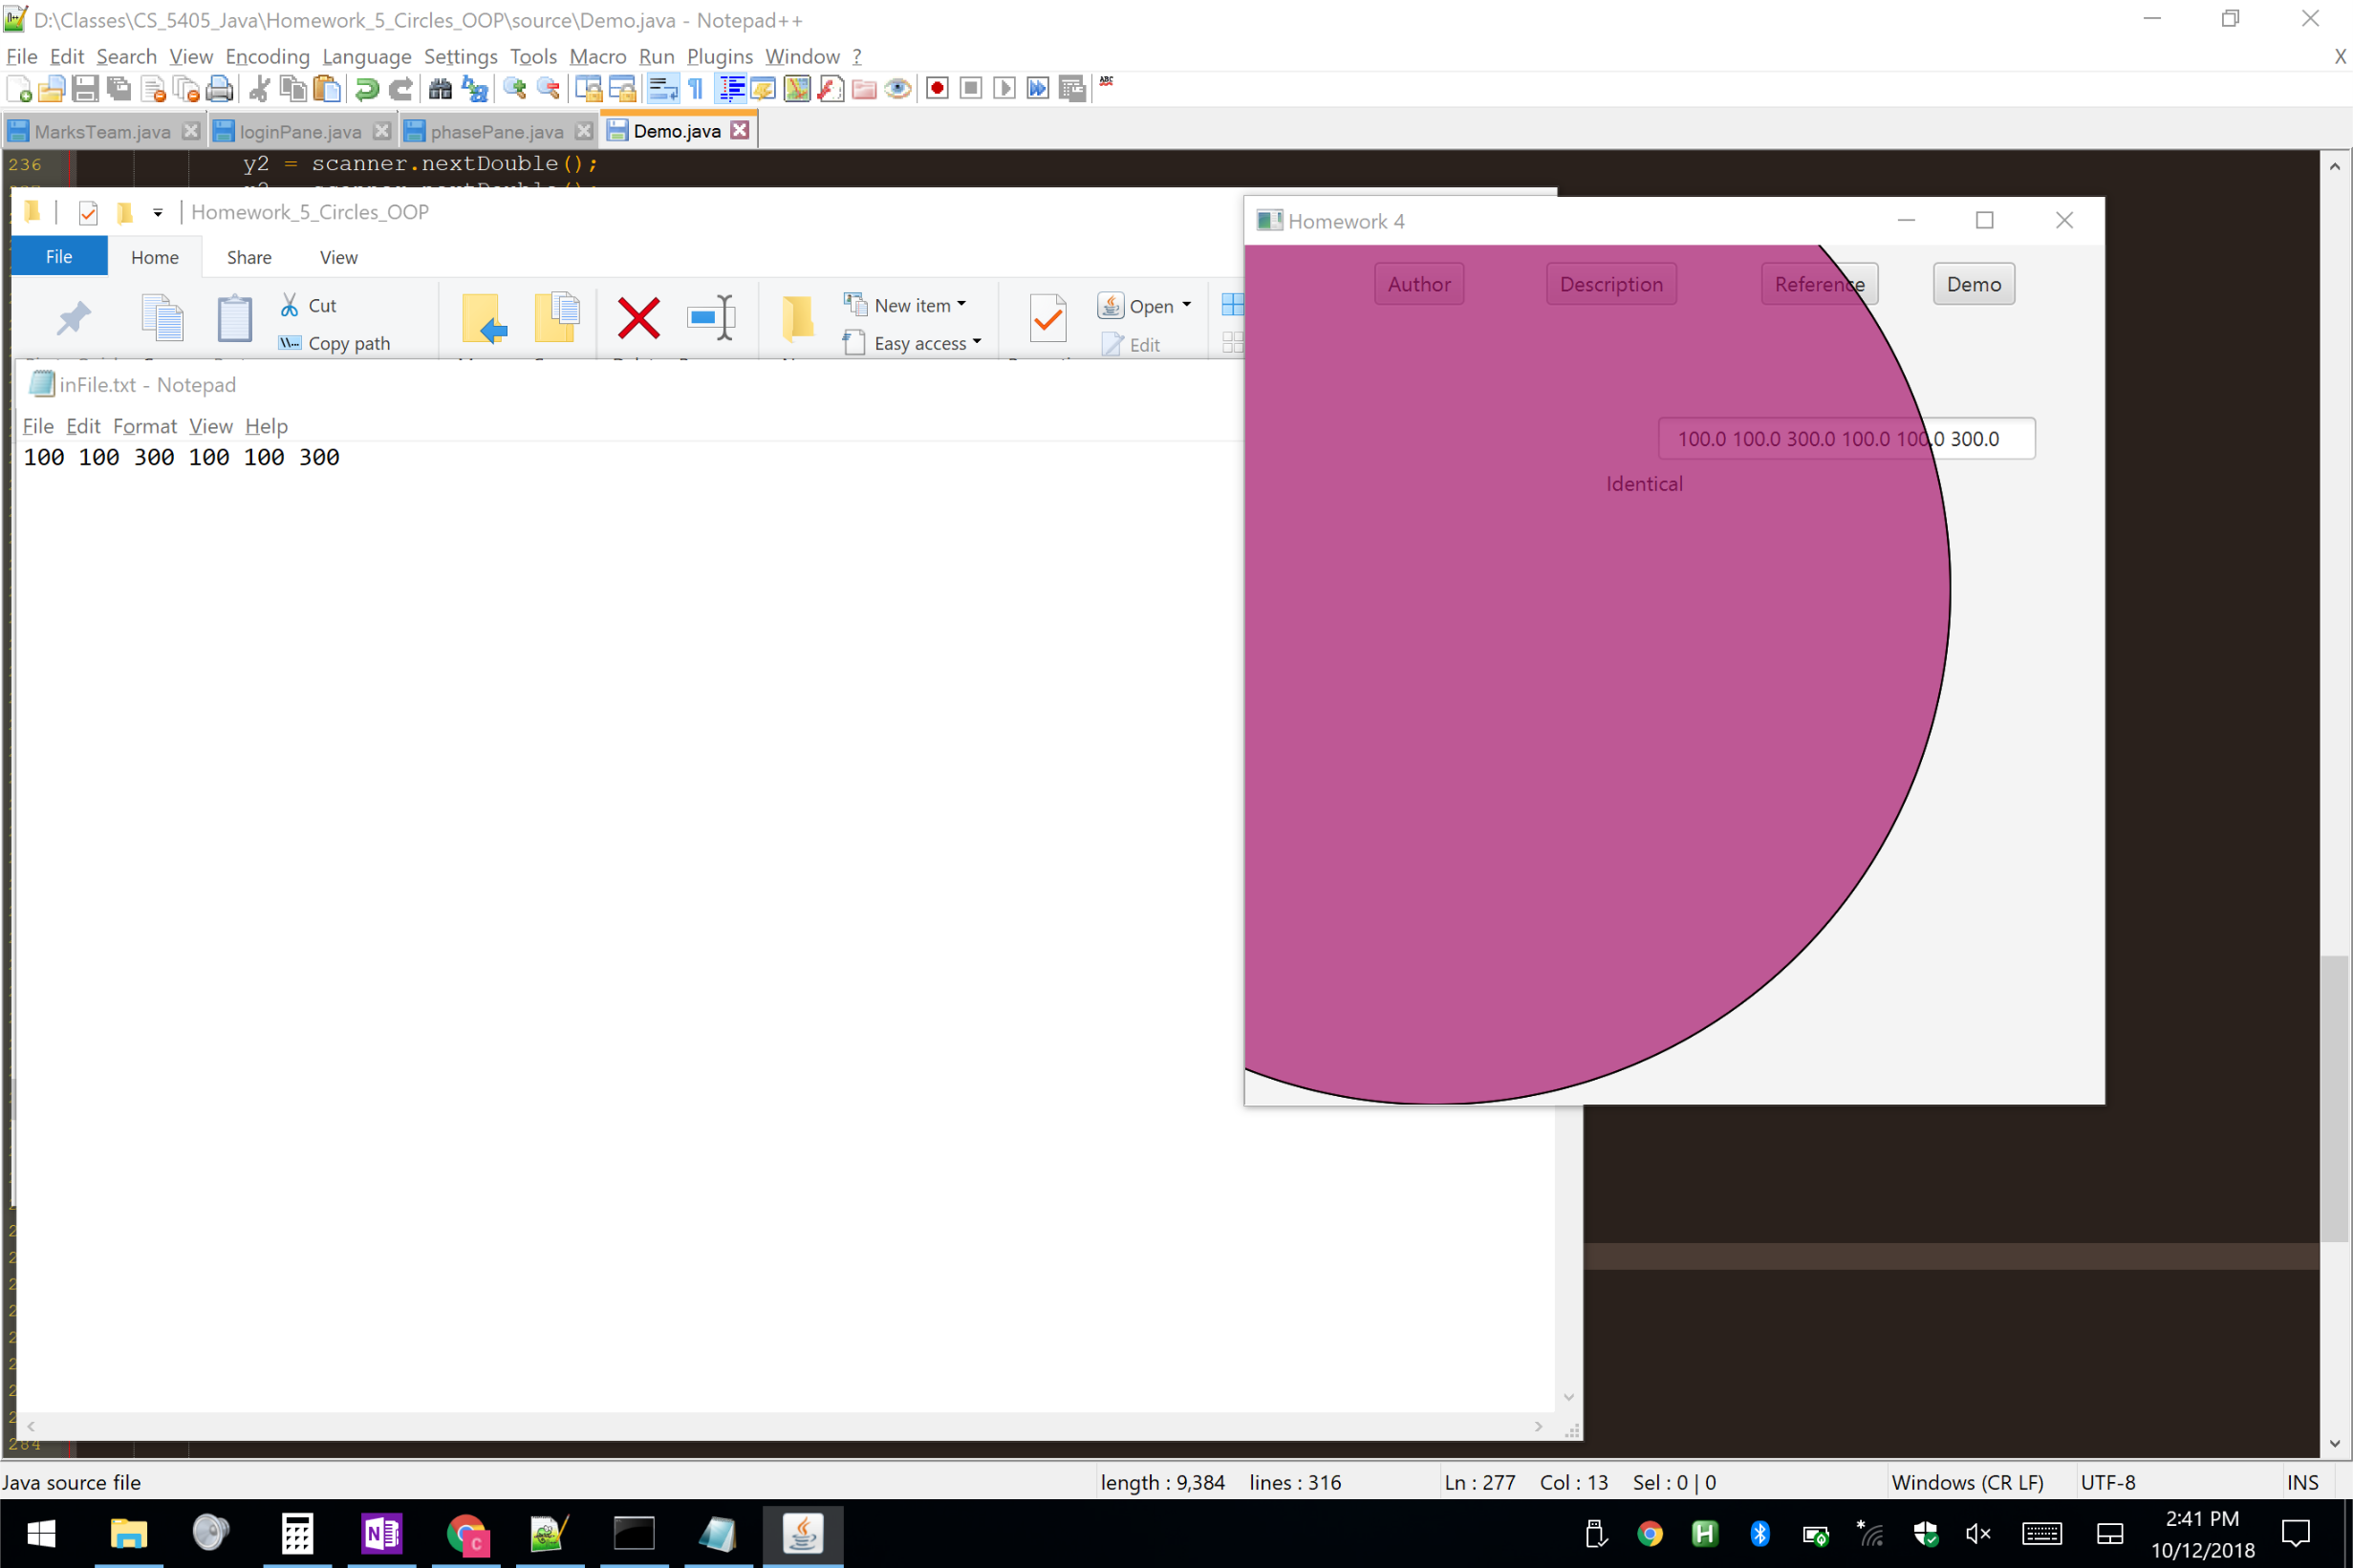 D:\Classes\CS_5405_Java\Homework_5_Circles_OOP\source\Demo.java - Notepad++
File Edit Search View Encoding Language Settings Tools Macro Run Plugins Window ?
X
ABC
MarksTeam.java loginPane.java phasePane.java Demo.java
236 y2 = scanner.nextDouble();
Homework_5_Circles_OOP
File Home Share View
Cut
Copy path
New item
Easy access
Open
Edit
inFile.txt - Notepad
File Edit Format View Help
100 100 300 100 100 300
Homework 4
Author Description Reference Demo
100.0 100.0 300.0 100.0 100.0 300.0
Identical
284
Java source file length : 9,384 lines : 316 Ln : 277 Col : 13 Sel : 0 | 0 Windows (CR LF) UTF-8 INS
2:41 PM
10/12/2018